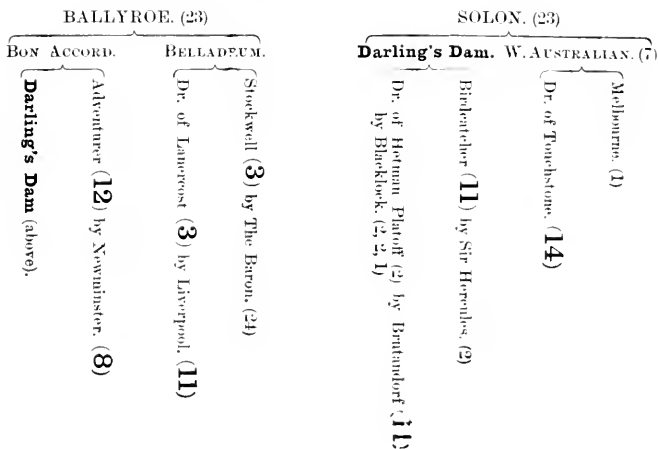 BALLYROE. (23)
BON ACCORD. BELLADRUM.
Darling's Dam (above).
Adventurer (12) by Newminster. (8)
Dr. of Lanercost (3) by Liverpool. (11)
Stockwell (3) by The Baron. (24)
SOLON. (23)
Darling's Dam. W. AUSTRALIAN. (7)
Dr. of Hetman Platoff (2) by Brutandorf (11)
by Blacklock. (2, 2, 1)
Birdcatcher (11) by Sir Hercules. (2)
Dr. of Touchstone. (14)
Melbourne. (1)